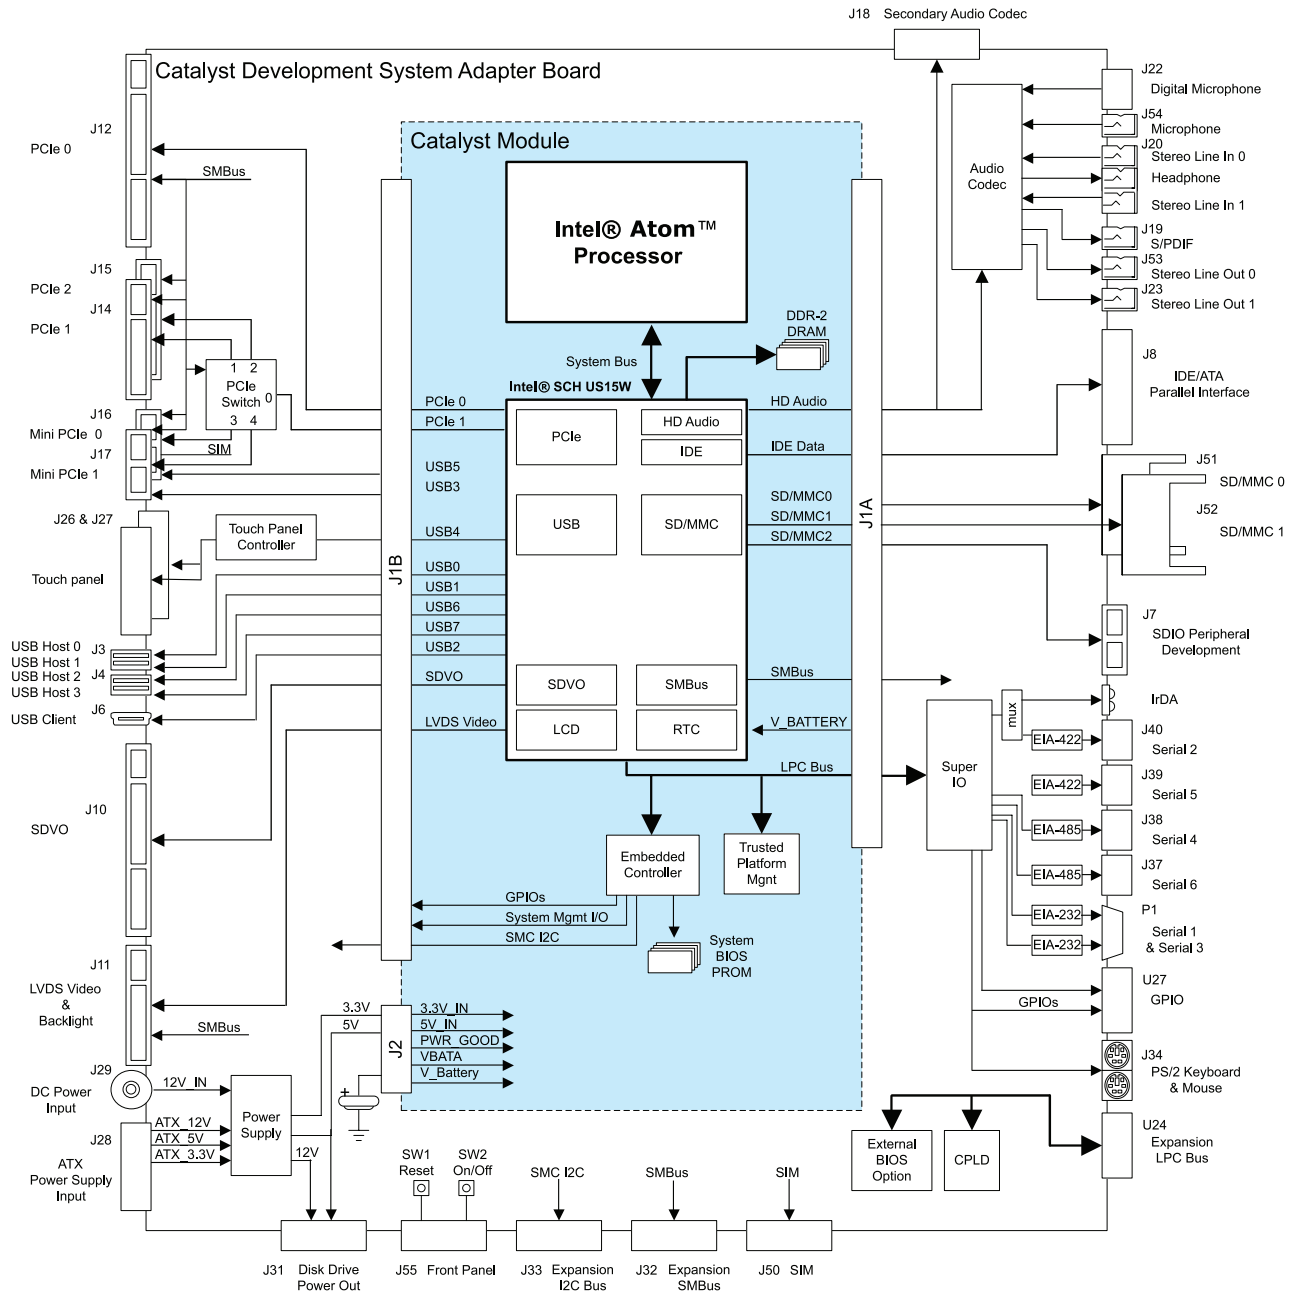 J18 Secondary Audio Codec
Catalyst Development System Adapter Board
J12
PCIe 0
SMBus
J15
PCIe 2
J14
PCIe 1
1 2
PCIe
Switch 0
3 4
J16
Mini PCIe 0
SIM
J17
Mini PCIe 1
J26 & J27
Touch Panel
Controller
Touch panel
USB Host 0
J3
USB Host 1
USB Host 2
J4
USB Host 3
J6
USB Client
J10
SDVO
J11
LVDS Video
&
Backlight
SMBus
J29
DC Power
Input
12V_IN
J28
ATX
Power Supply
Input
ATX_12V
ATX_5V
ATX_3.3V
Power
Supply
12V
3.3V
5V
+
J1B
J2
Catalyst Module
Intel® Atom™
Processor
System Bus
DDR-2
DRAM
Intel® SCH US15W
PCIe 0
PCIe 1
USB5
USB3
USB4
USB0
USB1
USB6
USB7
USB2
SDVO
LVDS Video
PCIe
HD Audio
IDE
USB
SD/MMC
SDVO
SMBus
LCD
RTC
HD Audio
IDE Data
SD/MMC0
SD/MMC1
SD/MMC2
SMBus
V_BATTERY
LPC Bus
Embedded
Controller
Trusted
Platform
Mgnt
GPIOs
System Mgmt I/O
SMC I2C
System
BIOS
PROM
3.3V_IN
5V_IN
PWR_GOOD
VBATA
V_Battery
J1A
Audio
Codec
J22
Digital Microphone
J54
Microphone
J20
Stereo Line In 0
Headphone
Stereo Line In 1
J19
S/PDIF
J53
Stereo Line Out 0
J23
Stereo Line Out 1
J8
IDE/ATA
Parallel Interface
J51
SD/MMC 0
J52
SD/MMC 1
J7
SDIO Peripheral
Development
Super
IO
mux
IrDA
EIA-422
J40
Serial 2
EIA-422
J39
Serial 5
EIA-485
J38
Serial 4
EIA-485
J37
Serial 6
EIA-232
EIA-232
P1
Serial 1
& Serial 3
GPIOs
U27
GPIO
J34
PS/2 Keyboard
& Mouse
External
BIOS
Option
CPLD
U24
Expansion
LPC Bus
SW1
Reset
SW2
On/Off
SMC I2C
SMBus
SIM
J31 Disk Drive
Power Out
J55 Front Panel
J33 Expansion
I2C Bus
J32 Expansion
SMBus
J50 SIM